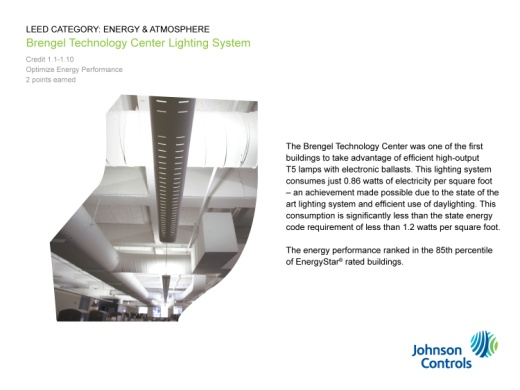 LEED CATEGORY: ENERGY & ATMOSPHERE
Brengel Technology Center Lighting System
Credit 1.1-1.10
Optimize Energy Performance
2 points earned
The Brengel Technology Center was one of the first
buildings to take advantage of efficient high-output
T5 lamps with electronic ballasts. This lighting system
consumes just 0.86 watts of electricity per square foot
– an achievement made possible due to the state of the
art lighting system and efficient use of daylighting. This
consumption is significantly less than the state energy
code requirement of less than 1.2 watts per square foot.
The energy performance ranked in the 85th percentile
of EnergyStar® rated buildings.
Johnson
Controls